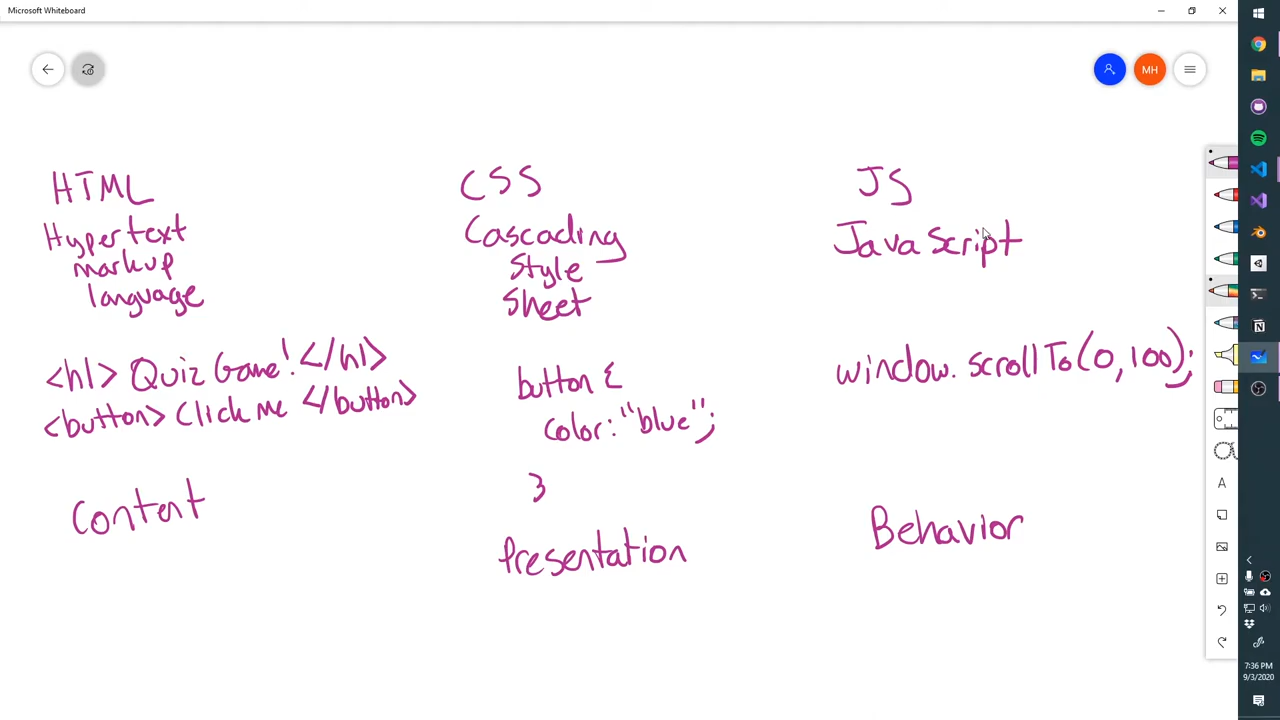 Microsoft Whiteboard
MH
HTML
Hypertext
markup
language
<h1> Quiz Game! </h1>
<button> Click me </button>
Content
CSS
Cascading
Style
Sheet
button {
color: "blue";
}
Presentation
JS
JavaScript
window.scrollTo(0,100);
Behavior
A
7:36 PM
9/3/2020